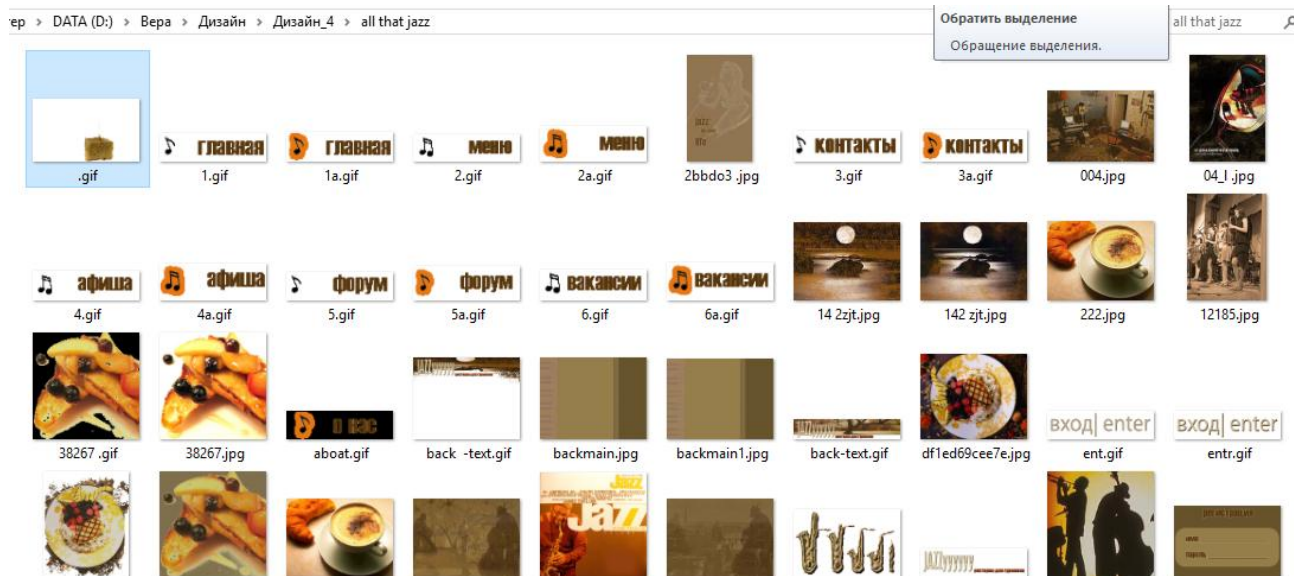 тер > DATA (D:) > Вера > Дизайн > Дизайн_4 > all that jazz
Обратить выделение
Обращение выделения.
all that jazz
главная
главная
меню
меню
jazz
life
контакты
контакты
.gif
1.gif
1a.gif
2.gif
2a.gif
2bbdo3 .jpg
3.gif
3a.gif
004.jpg
04_l .jpg
афиша
афиша
форум
форум
вакансии
вакансии
4.gif
4a.gif
5.gif
5a.gif
6.gif
6a.gif
14 2zjt.jpg
142 zjt.jpg
222.jpg
12185.jpg
о нас
вход| enter
вход| enter
38267 .gif
38267.jpg
aboat.gif
back -text.gif
backmain.jpg
backmain1.jpg
back-text.gif
df1ed69cee7e.jpg
ent.gif
entr.gif
Jazz
Jazz
JAZZyyyyyy